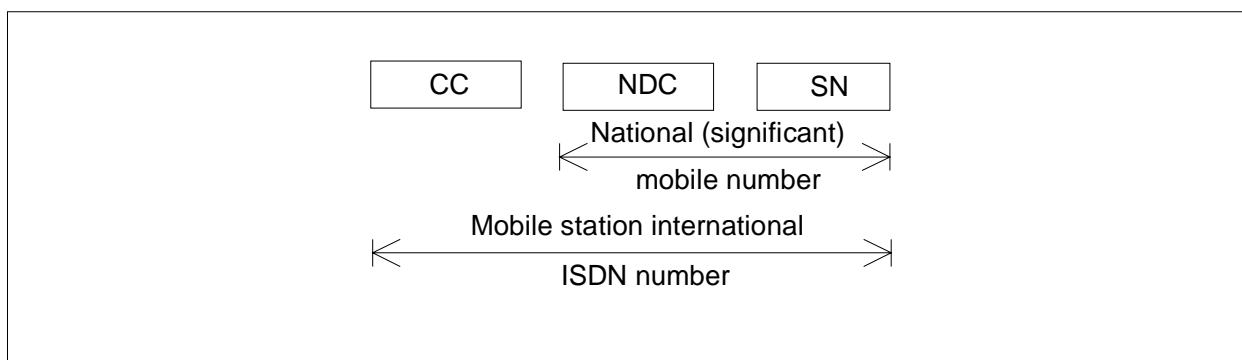 CC NDC SN
National (significant)
mobile number
Mobile station international
ISDN number